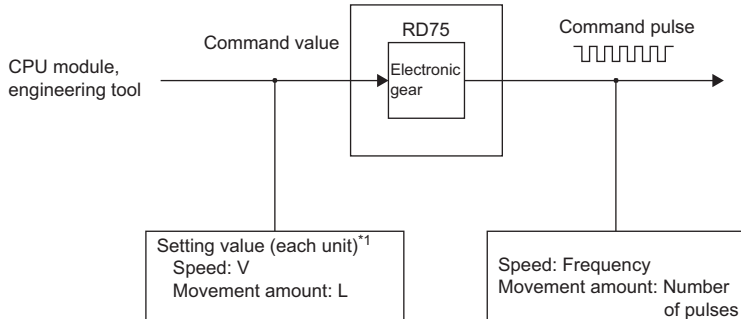 RD75
Command value
Command pulse
CPU module,
engineering tool
Electronic
gear
Setting value (each unit)*1
Speed: V
Movement amount: L
Speed: Frequency
Movement amount: Number
of pulses